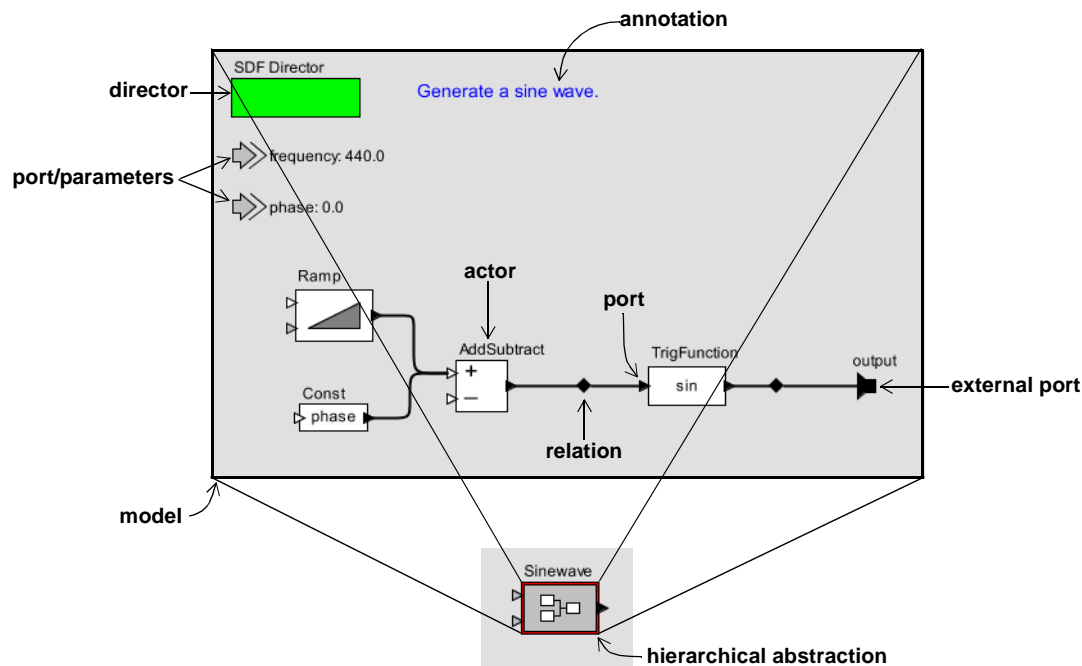 annotation
SDF Director
director
Generate a sine wave.
frequency: 440.0
port/parameters
phase: 0.0
actor
Ramp
port
AddSubtract
TrigFunction
output
+
sin
external port
Const
−
phase
relation
model
Sinewave
hierarchical abstraction